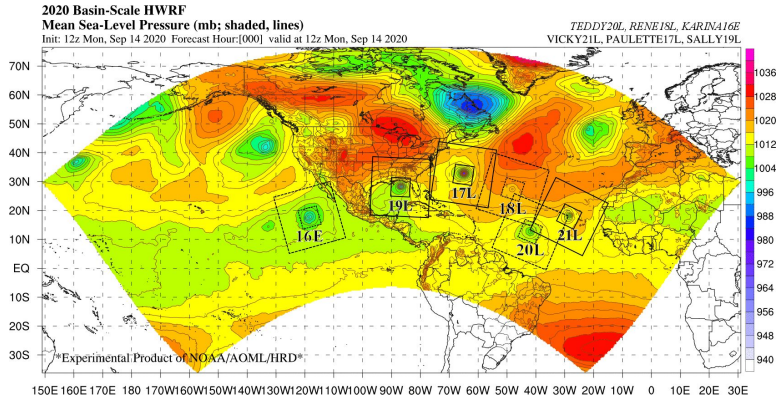 2020 Basin-Scale HWRF
Mean Sea-Level Pressure (mb; shaded, lines)
TEDDY20L, RENE18L, KARINA16E
Init: 12z Mon, Sep 14 2020 Forecast Hour:[000] valid at 12z Mon, Sep 14 2020
VICKY21L, PAULETTE17L, SALLY19L
70N
60N
50N
40N
30N
20N
10N
EQ
10S
20S
30S
17L
19L
18L
16E
21L
20L
*Experimental Product of NOAA/AOML/HRD*
150E 160E 170E 180W 170W 160W 150W 140W 130W 120W 110W 100W 90W 80W 70W 60W 50W 40W 30W 20W 10W 0 10E 20E 30E
1036
1028
1020
1012
1004
996
988
980
972
964
956
948
940